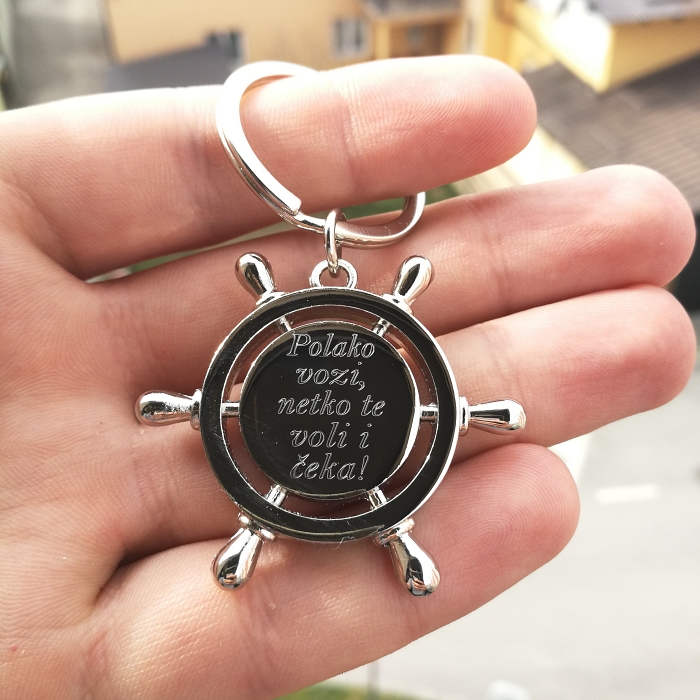 Polako
vozi,
netko te
voli i
čeka!